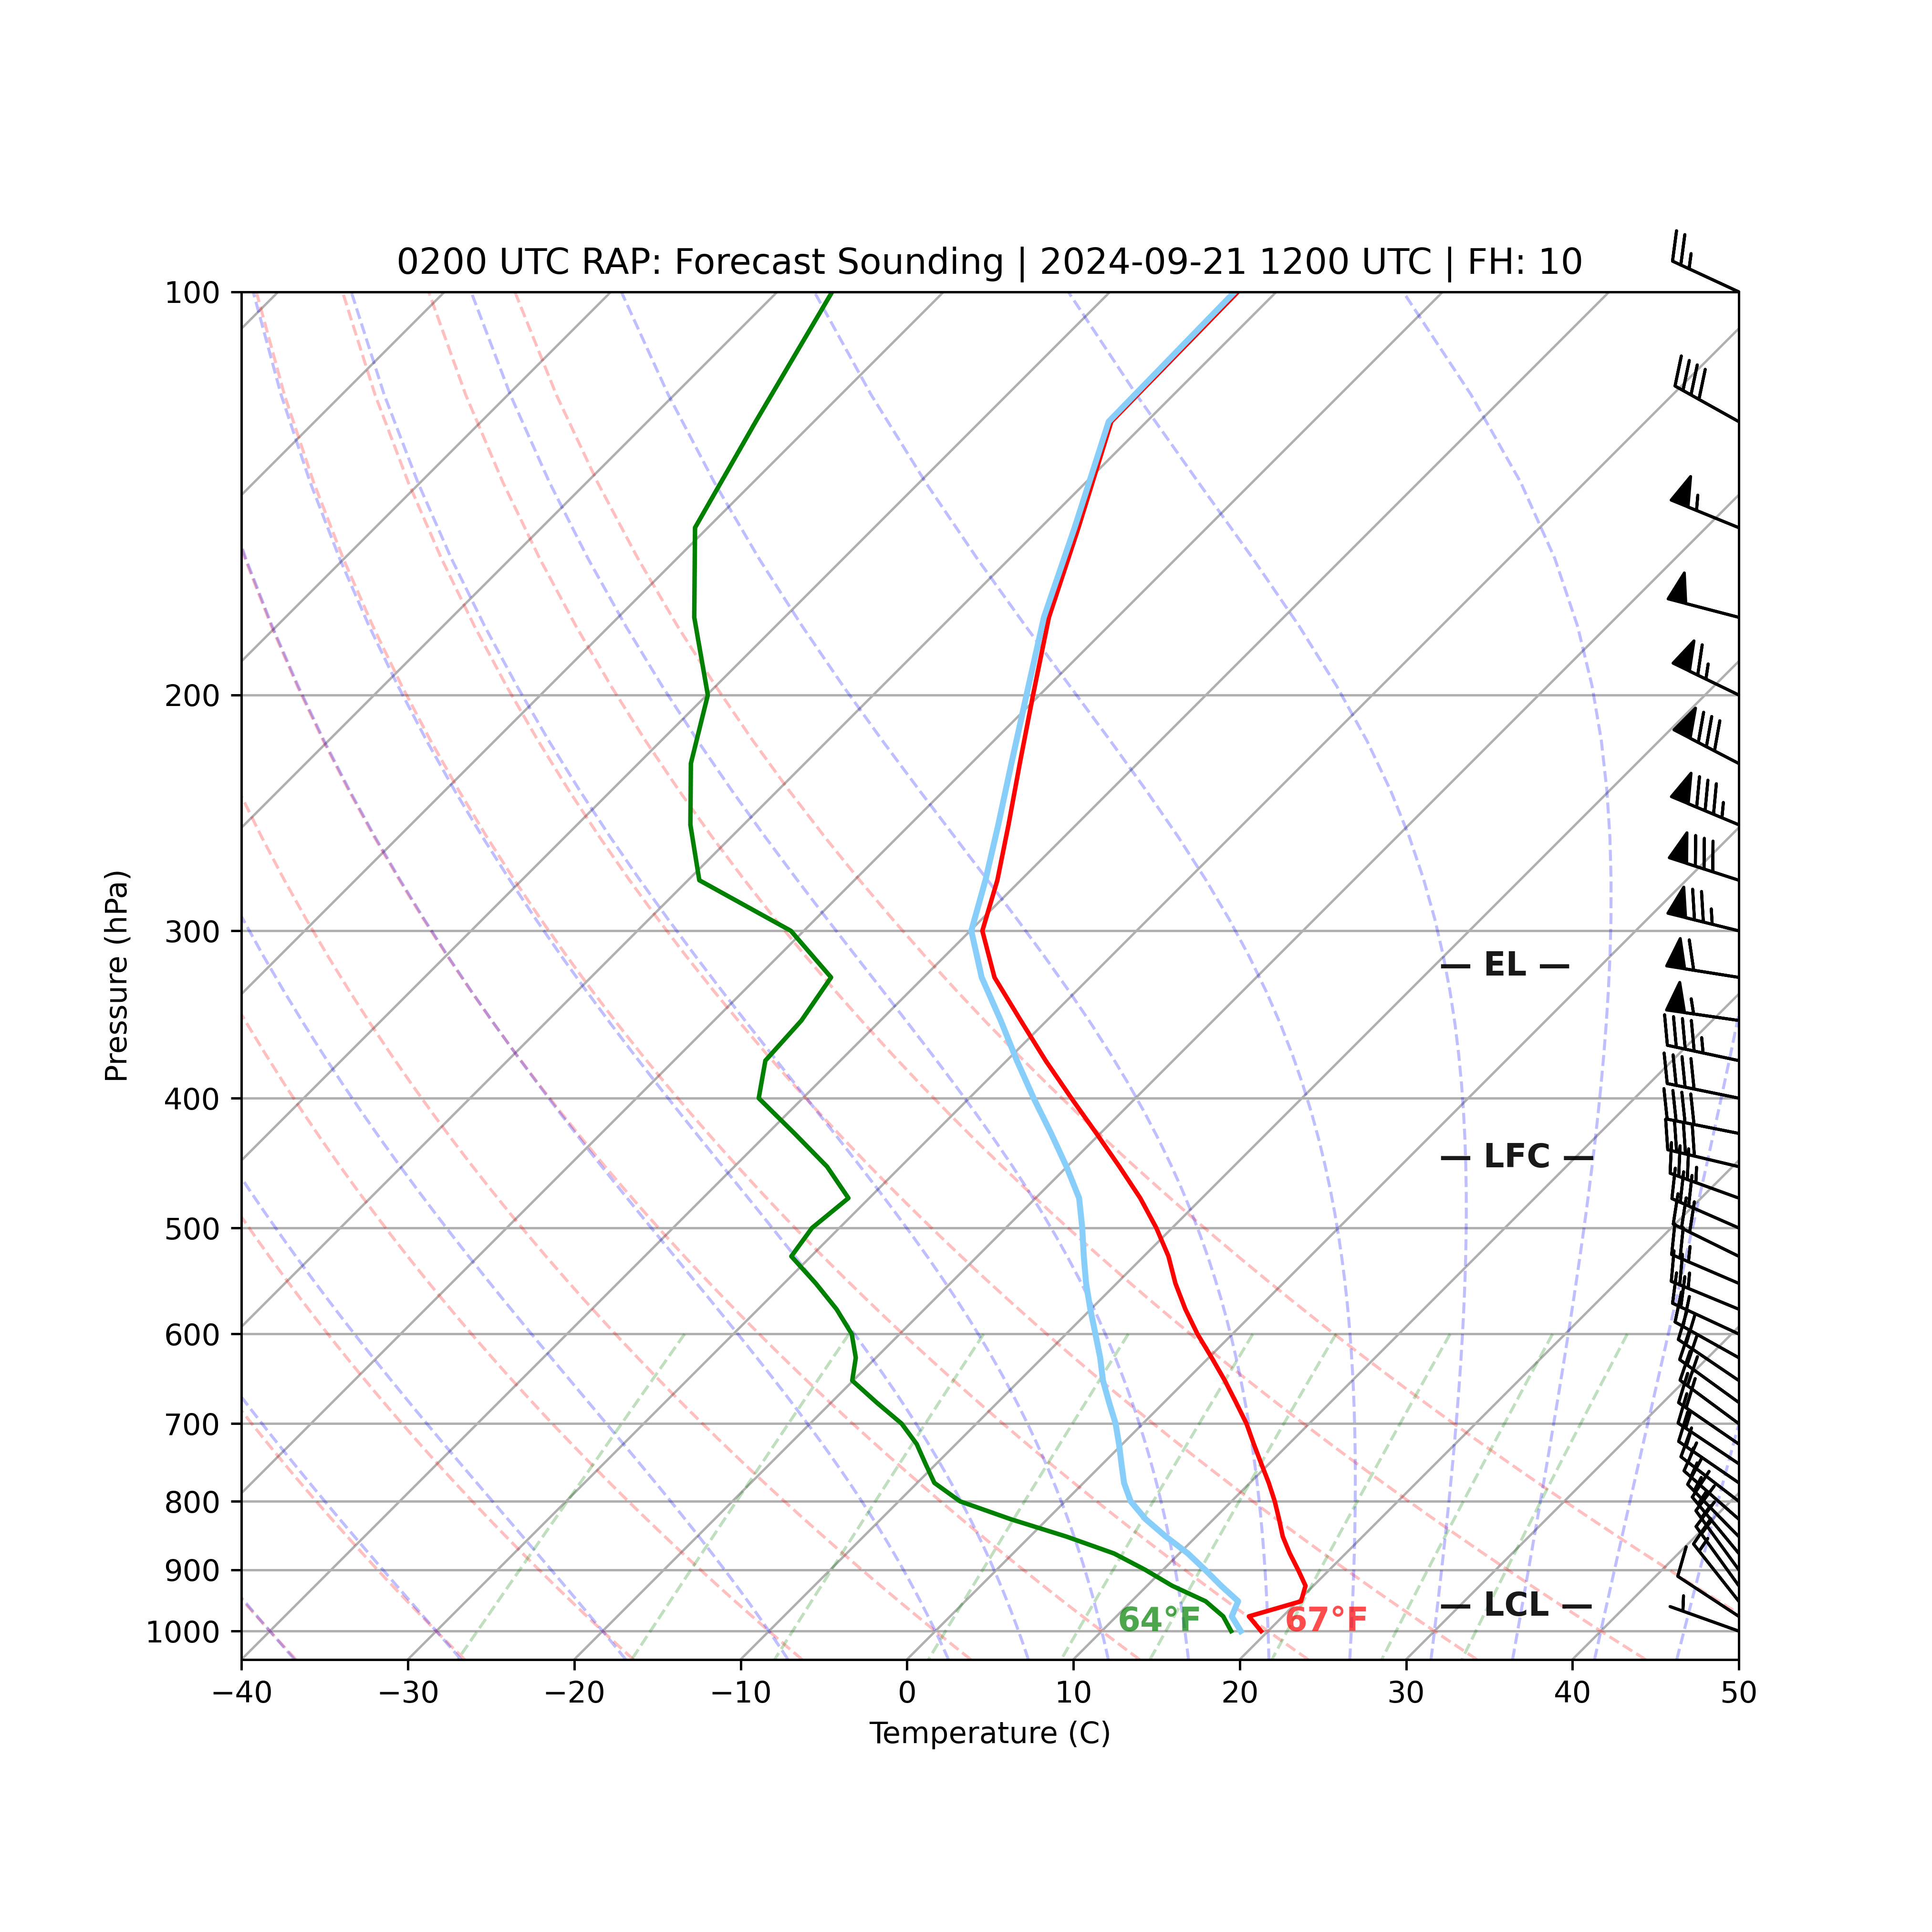 0200 UTC RAP: Forecast Sounding | 2024-09-21 1200 UTC | FH: 10
100
200
300
— EL —
Pressure (hPa)
400
— LFC —
500
600
700
800
900
— LCL —
64°F 67°F
1000
−40 −30 −20 −10 0 10 20 30 40 50
Temperature (C)